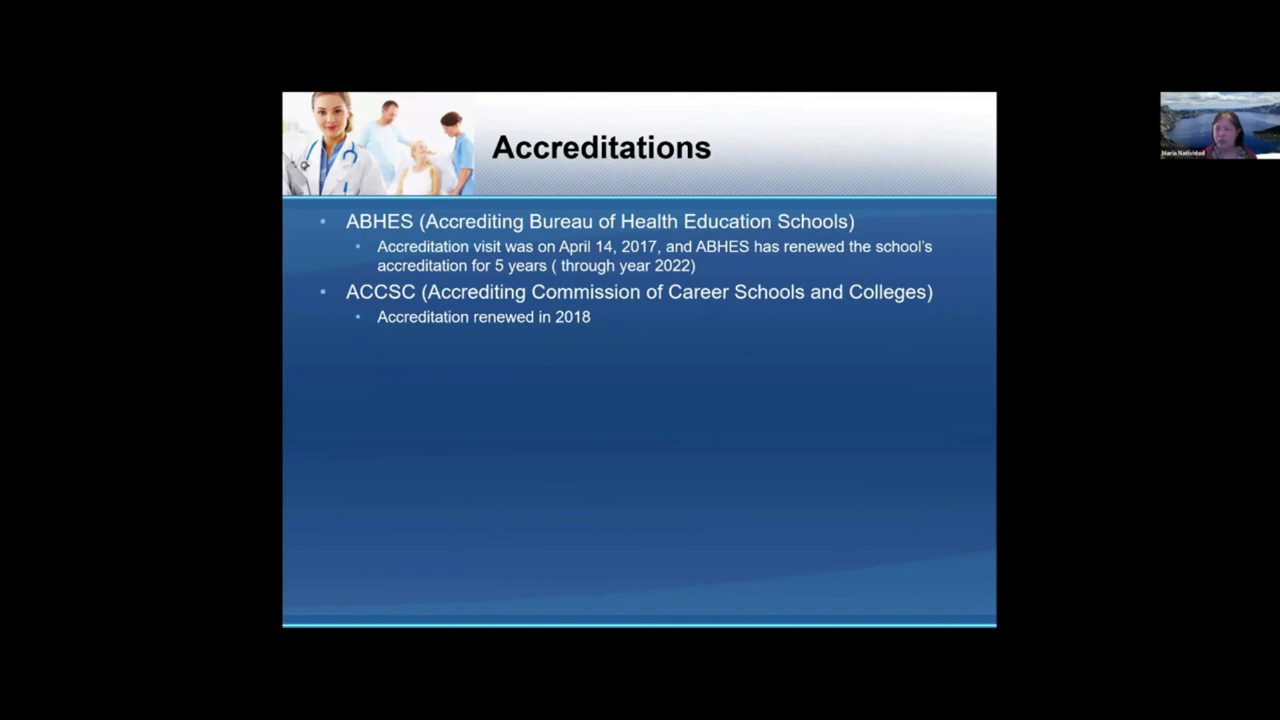 Accreditations
• ABHES (Accrediting Bureau of Health Education Schools)
• Accreditation visit was on April 14, 2017, and ABHES has renewed the school's
accreditation for 5 years ( through year 2022)
• ACCSC (Accrediting Commission of Career Schools and Colleges)
• Accreditation renewed in 2018
Maria Natividad